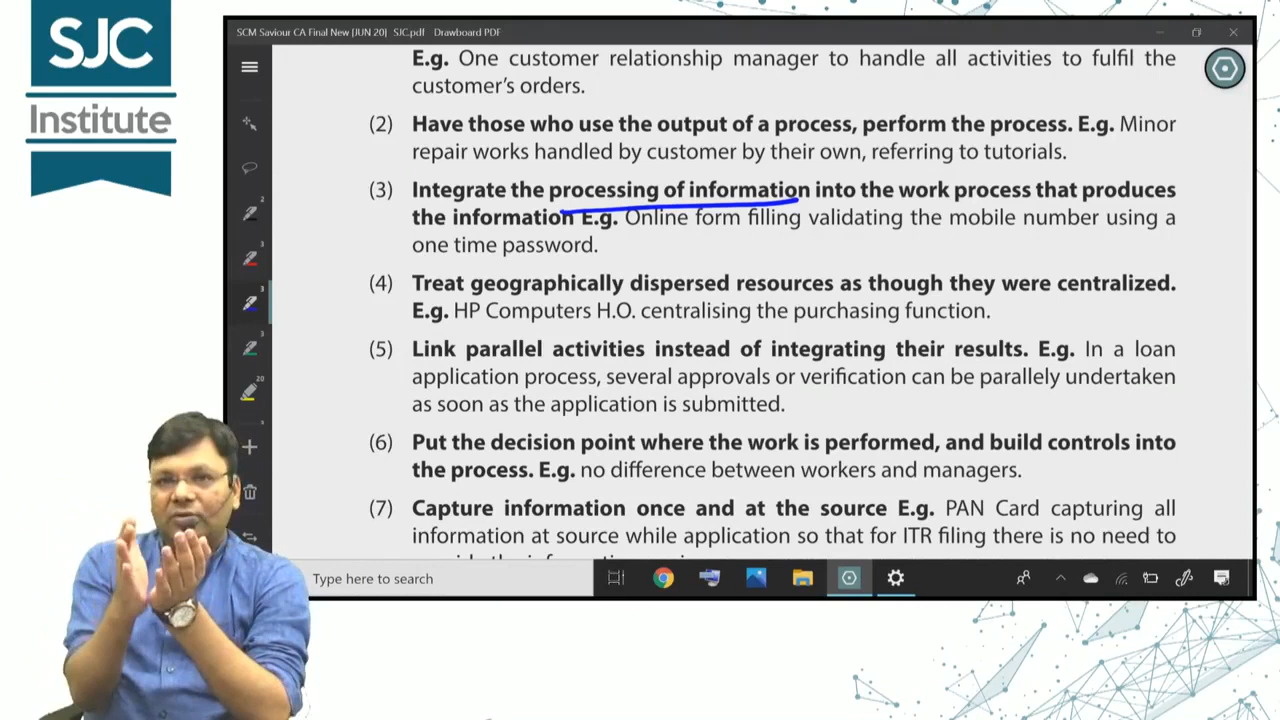 SJC
Institute
SCM Saviour CA Final New [JUN 20] SJC.pdf Drawboard PDF
E.g. One customer relationship manager to handle all activities to fulfil the
customer's orders.
(2) Have those who use the output of a process, perform the process. E.g. Minor
repair works handled by customer by their own, referring to tutorials.
(3) Integrate the processing of information into the work process that produces
the information E.g. Online form filling validating the mobile number using a
one time password.
(4) Treat geographically dispersed resources as though they were centralized.
E.g. HP Computers H.O. centralising the purchasing function.
(5) Link parallel activities instead of integrating their results. E.g. In a loan
application process, several approvals or verification can be parallely undertaken
as soon as the application is submitted.
(6) Put the decision point where the work is performed, and build controls into
the process. E.g. no difference between workers and managers.
(7) Capture information once and at the source E.g. PAN Card capturing all
information at source while application so that for ITR filing there is no need to
2
3
3
3
20
Type here to search